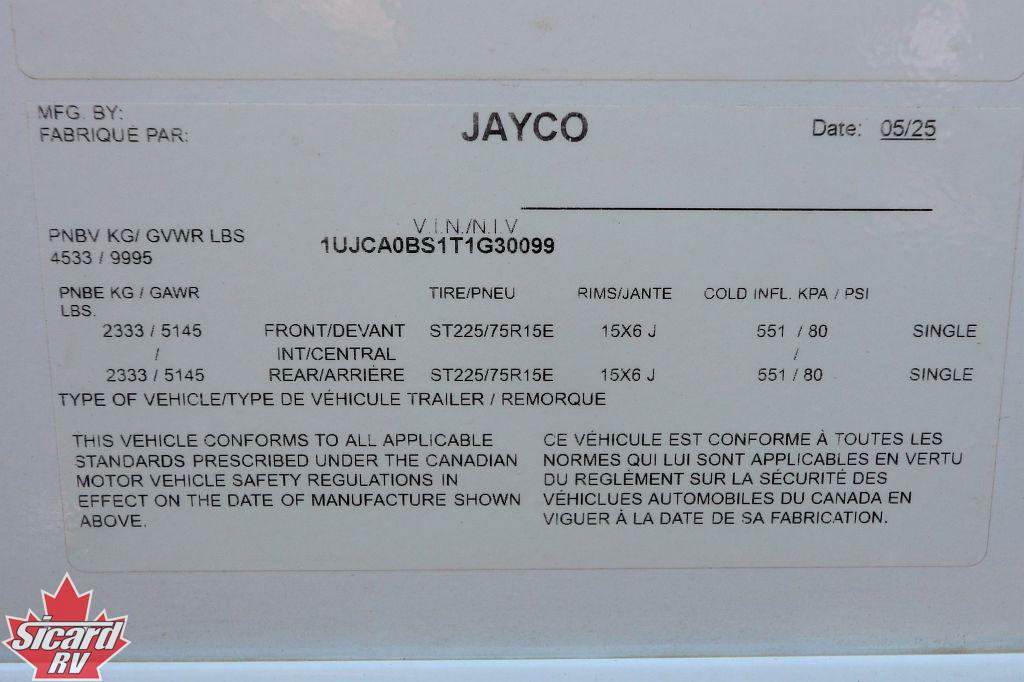 MFG. BY:
FABRIQUÉ PAR:
JAYCO
Date: 05/25
V.I.N./N.I.V
PNBV KG/ GVWR LBS
4533 / 9995
1UJCA0BS1T1G30099
PNBE KG / GAWR LBS. TIRE/PNEU RIMS/JANTE COLD INFL. KPA / PSI
2333 / 5145 FRONT/DEVANT ST225/75R15E 15X6 J 551 / 80 SINGLE
/ INT/CENTRAL /
2333 / 5145 REAR/ARRIÈRE ST225/75R15E 15X6 J 551 / 80 SINGLE
TYPE OF VEHICLE/TYPE DE VÉHICULE TRAILER / REMORQUE
THIS VEHICLE CONFORMS TO ALL APPLICABLE
STANDARDS PRESCRIBED UNDER THE CANADIAN
MOTOR VEHICLE SAFETY REGULATIONS IN
EFFECT ON THE DATE OF MANUFACTURE SHOWN
ABOVE.
CE VÉHICULE EST CONFORME À TOUTES LES
NORMES QUI LUI SONT APPLICABLES EN VERTU
DU REGLÈMENT SUR LA SÉCURITÉ DES
VÉHICLUES AUTOMOBILES DU CANADA EN
VIGUER À LA DATE DE SA FABRICATION.
Sicard
RV